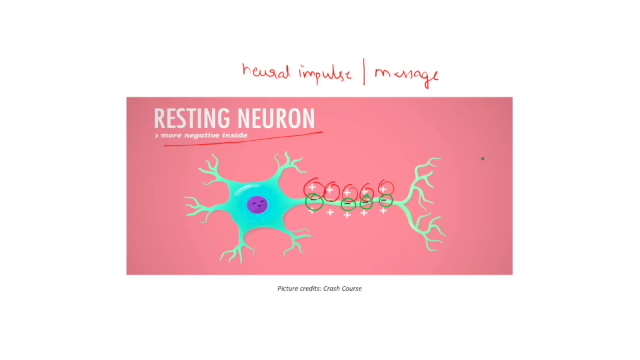 neural impulse | message
RESTING NEURON
> more negative inside
Picture credits: Crash Course